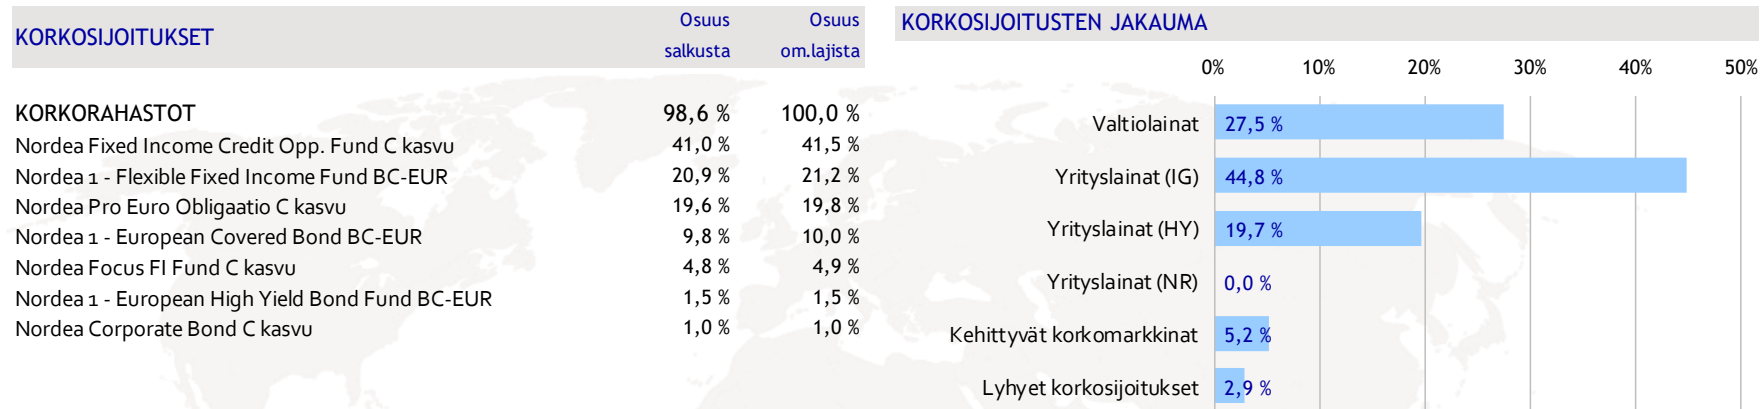 KORKOSIJOITUKSET Osuus salkusta Osuus om.lajista
KORKORAHASTOT 98,6 % 100,0 %
Nordea Fixed Income Credit Opp. Fund C kasvu 41,0 % 41,5 %
Nordea 1 - Flexible Fixed Income Fund BC-EUR 20,9 % 21,2 %
Nordea Pro Euro Obligaatio C kasvu 19,6 % 19,8 %
Nordea 1 - European Covered Bond BC-EUR 9,8 % 10,0 %
Nordea Focus FI Fund C kasvu 4,8 % 4,9 %
Nordea 1 - European High Yield Bond Fund BC-EUR 1,5 % 1,5 %
Nordea Corporate Bond C kasvu 1,0 % 1,0 %
KORKOSIJOITUSTEN JAKAUMA
0% 10% 20% 30% 40% 50%
Valtiolainat 27,5 %
Yrityslainat (IG) 44,8 %
Yrityslainat (HY) 19,7 %
Yrityslainat (NR) 0,0 %
Kehittyvät korkomarkkinat 5,2 %
Lyhyet korkosijoitukset 2,9 %